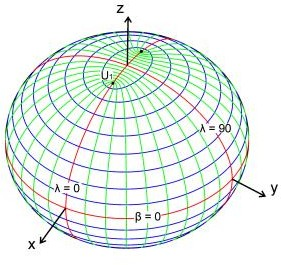 z
U₁
λ = 90
λ = 0
y
β = 0
x